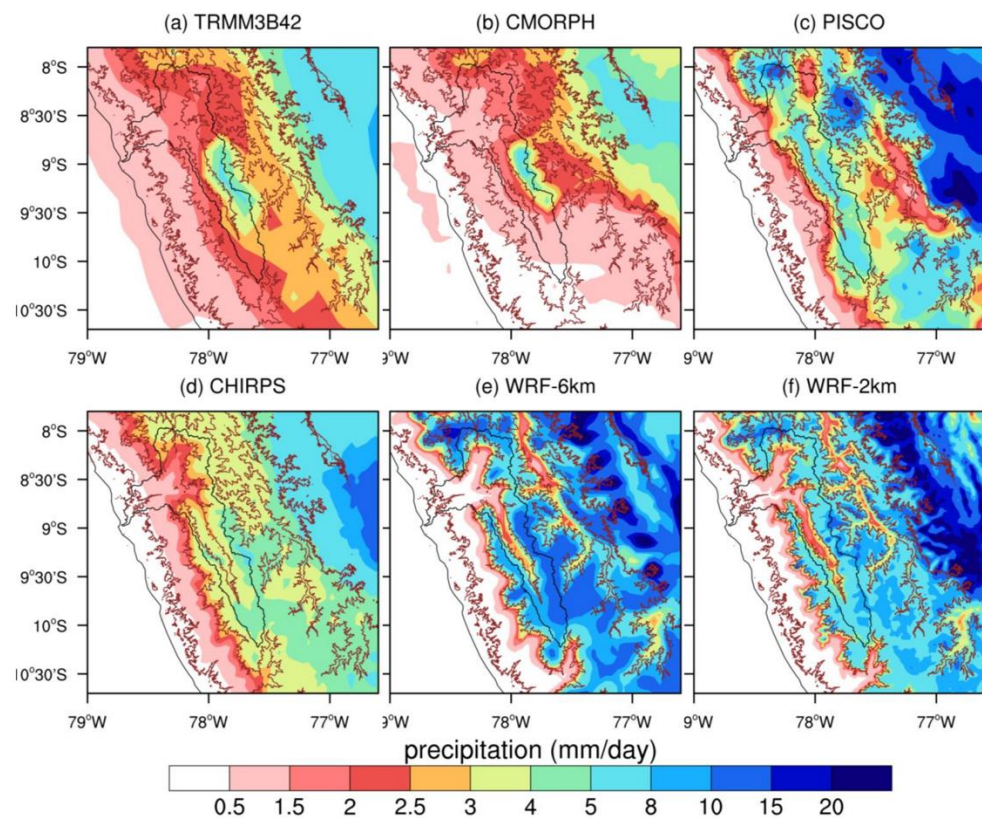 (a) TRMM3B42
(b) CMORPH
(c) PISCO
8°S
8°30'S
9°S
9°30'S
10°S
10°30'S
79°W 78°W 77°W
9°W 78°W 77°W
9°W 78°W 77°W
(d) CHIRPS
(e) WRF-6km
(f) WRF-2km
8°S
8°30'S
9°S
9°30'S
10°S
10°30'S
79°W 78°W 77°W
9°W 78°W 77°W
9°W 78°W 77°W
precipitation (mm/day)
0.5 1.5 2 2.5 3 4 5 8 10 15 20